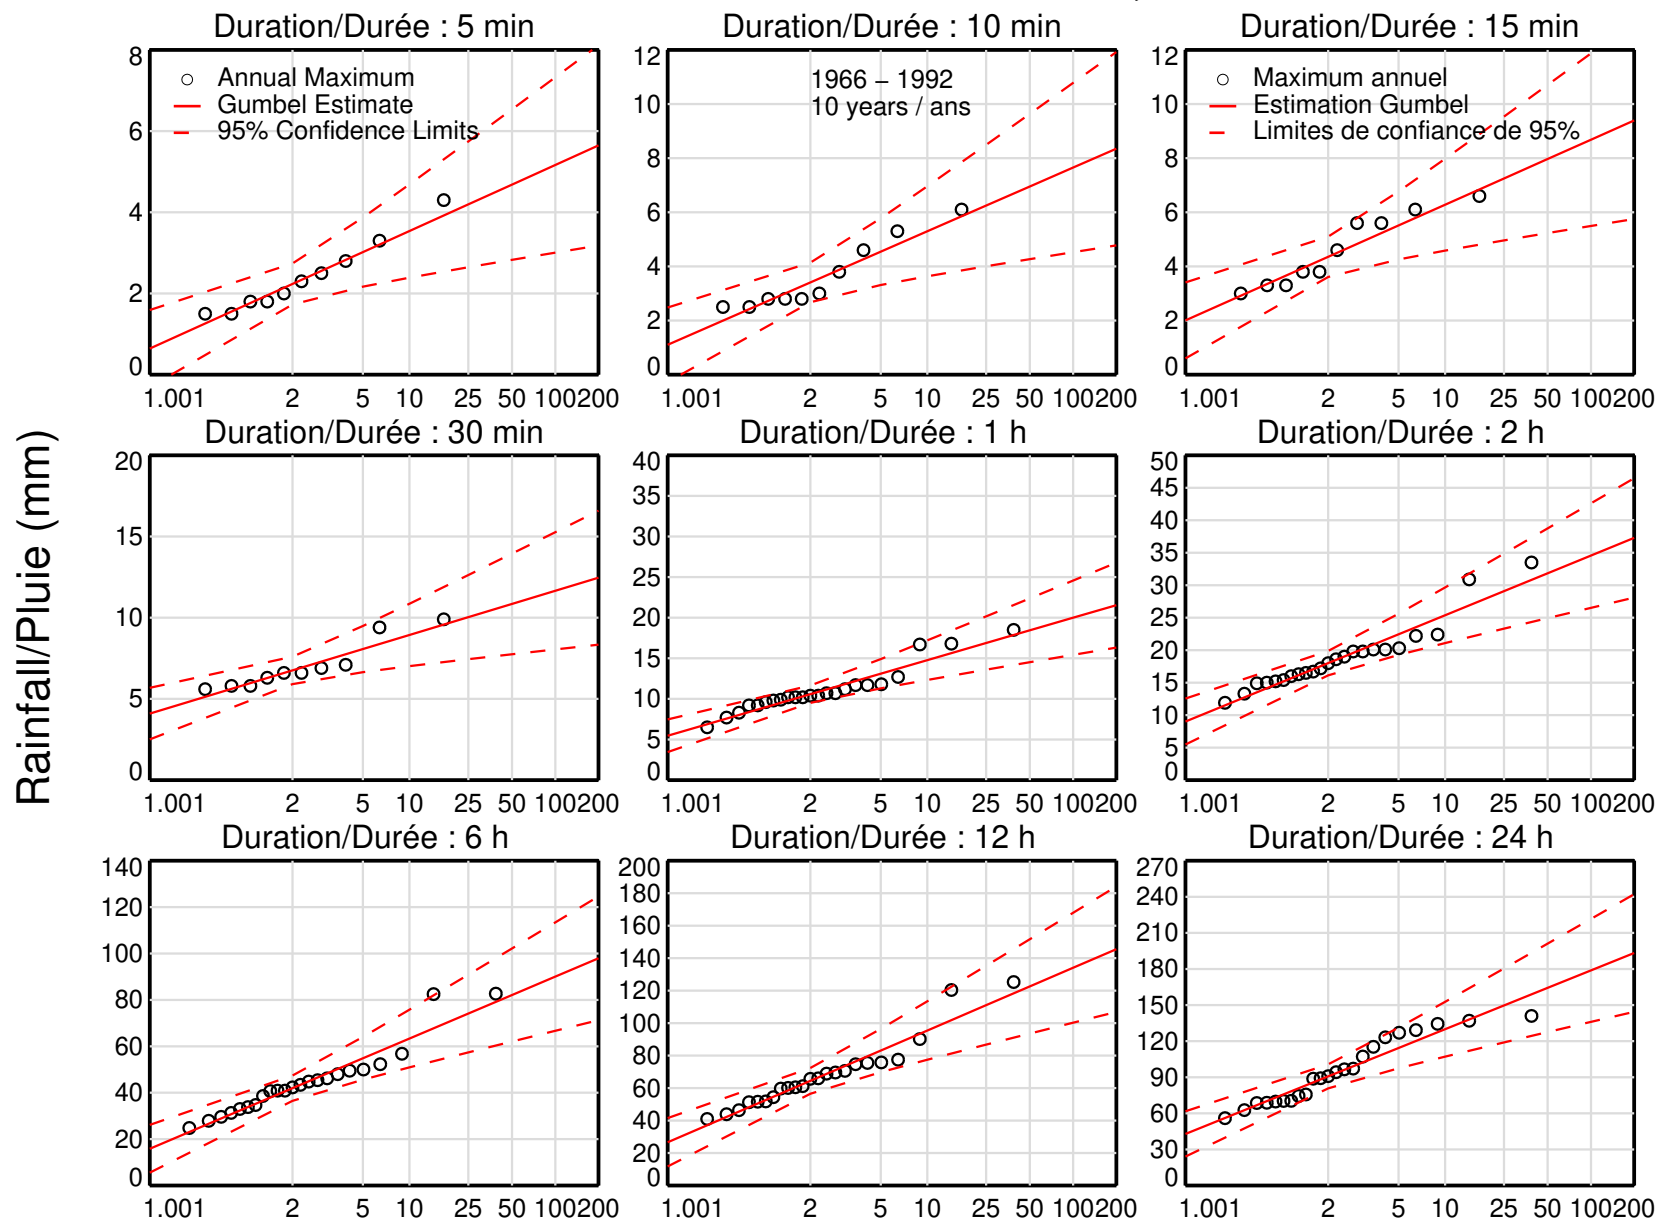 Duration/Durée : 5 min
Duration/Durée : 10 min
Duration/Durée : 15 min
8
6
4
2
0
Annual Maximum
Gumbel Estimate
95% Confidence Limits
1.001 2 5 10 25 50 100200
12
10
8
6
4
2
0
1966 – 1992
10 years / ans
1.001 2 5 10 25 50 100200
12
10
8
6
4
2
0
Maximum annuel
Estimation Gumbel
Limites de confiance de 95%
1.001 2 5 10 25 50 100200
Rainfall/Pluie (mm)
Duration/Durée : 30 min
Duration/Durée : 1 h
Duration/Durée : 2 h
20
15
10
5
0
1.001 2 5 10 25 50 100200
40
35
30
25
20
15
10
5
0
1.001 2 5 10 25 50 100200
50
45
40
35
30
25
20
15
10
5
0
1.001 2 5 10 25 50 100200
Duration/Durée : 6 h
Duration/Durée : 12 h
Duration/Durée : 24 h
140
120
100
80
60
40
20
0
1.001 2 5 10 25 50 100200
200
180
160
140
120
100
80
60
40
20
0
1.001 2 5 10 25 50 100200
270
240
210
180
150
120
90
60
30
0
1.001 2 5 10 25 50 100200